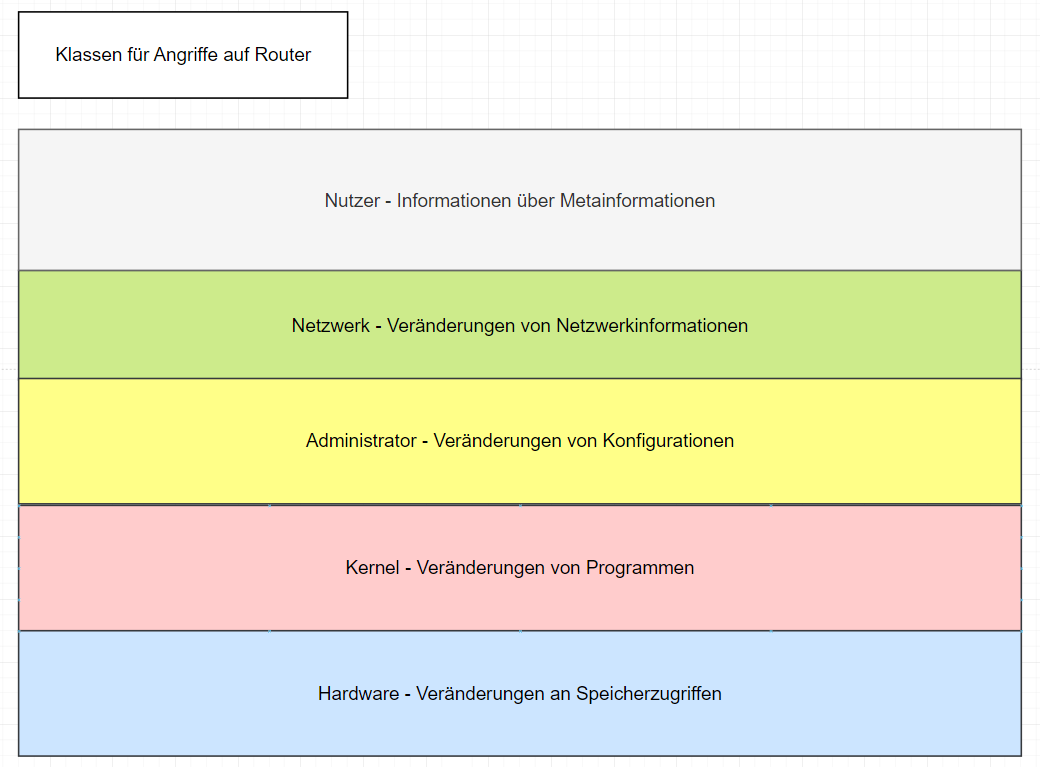 Klassen für Angriffe auf Router
Nutzer - Informationen über Metainformationen
Netzwerk - Veränderungen von Netzwerkinformationen
Administrator - Veränderungen von Konfigurationen
Kernel - Veränderungen von Programmen
Hardware - Veränderungen an Speicherzugriffen